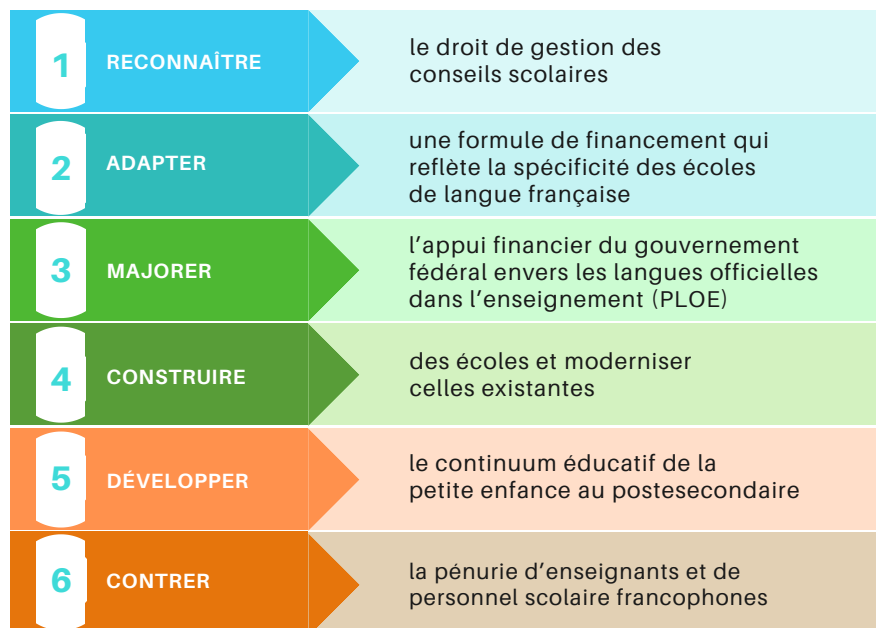 1
RECONNAÎTRE
le droit de gestion des
conseils scolaires
2
ADAPTER
une formule de financement qui
reflète la spécificité des écoles
de langue française
3
MAJORER
l’appui financier du gouvernement
fédéral envers les langues officielles
dans l’enseignement (PLOE)
4
CONSTRUIRE
des écoles et moderniser
celles existantes
5
DÉVELOPPER
le continuum éducatif de la
petite enfance au postesecondaire
6
CONTRER
la pénurie d’enseignants et de
personnel scolaire francophones